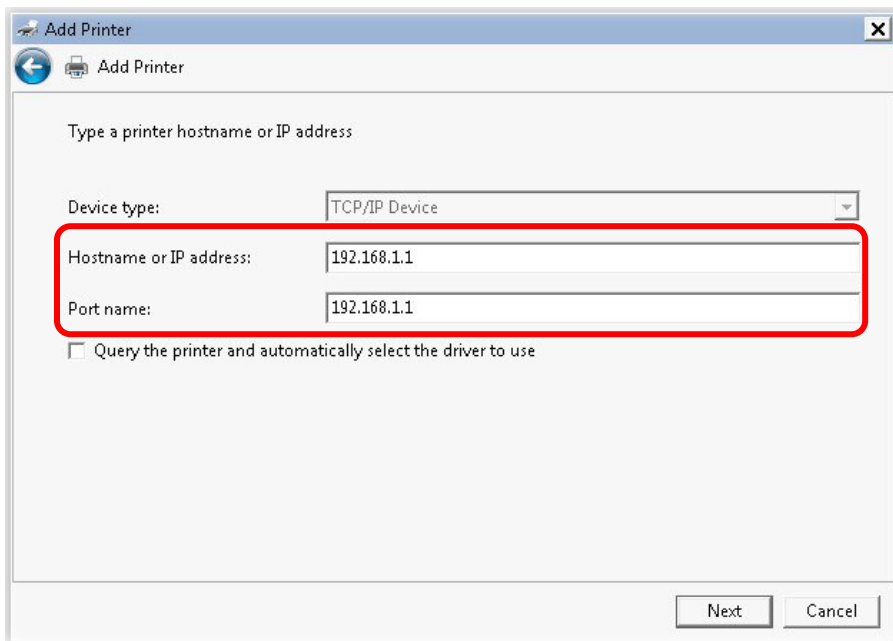 Add Printer
Add Printer
Type a printer hostname or IP address
Device type: TCP/IP Device
Hostname or IP address: 192.168.1.1
Port name: 192.168.1.1
Query the printer and automatically select the driver to use
Next Cancel